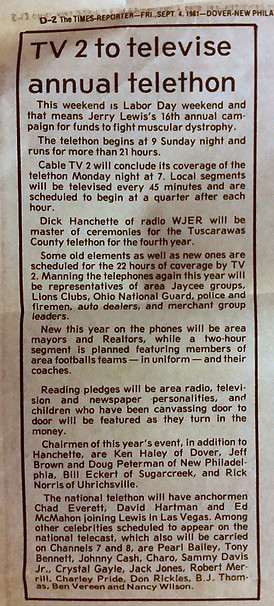 D-2 The TIMES-REPORTER—FRI., SEPT. 4, 1981—DOVER-NEW PHILA
TV 2 to televise
annual telethon
This weekend is Labor Day weekend and
that means Jerry Lewis's 16th annual cam-
paign for funds to fight muscular dystrophy.
The telethon begins at 9 Sunday night and
runs for more than 21 hours.
Cable TV 2 will conclude its coverage of the
telethon Monday night at 7. Local segments
will be televised every 45 minutes and are
scheduled to begin at a quarter after each
hour.
Dick Hanchette of radio WJER will be
master of ceremonies for the Tuscarawas
County telethon for the fourth year.
Some old elements as well as new ones are
scheduled for the 22 hours of coverage by TV
2. Manning the telephones again this year will
be representatives of area Jaycee groups,
Lions Clubs, Ohio National Guard, police and
firemen, auto dealers, and merchant group
leaders.
New this year on the phones will be area
mayors and Realtors, while a two-hour
segment is planned featuring members of
area footballs teams — in uniform — and their
coaches.
Reading pledges will be area radio, televi-
sion and newspaper personalities, and
children who have been canvassing door to
door will be featured as they turn in the
money.
Chairmen of this year's event, in addition to
Hanchette, are Ken Haley of Dover, Jeff
Brown and Doug Peterman of New Philadel-
phia, Bill Eckert of Sugarcreek, and Rick
Norris of Uhrichsville.
The national telethon will have anchormen
Chad Everett, David Hartman and Ed
McMahon joining Lewis in Las Vegas. Among
other celebrities scheduled to appear on the
national telecast, which also will be carried
on Channels 7 and 8, are Pearl Bailey, Tony
Bennett, Johnny Cash, Charo, Sammy Davis
Jr., Crystal Gayle, Jack Jones, Robert Mer-
rill, Charley Pride, Don Rickles, B.J. Thom-
as, Ben Vereen and Nancy Wilson.